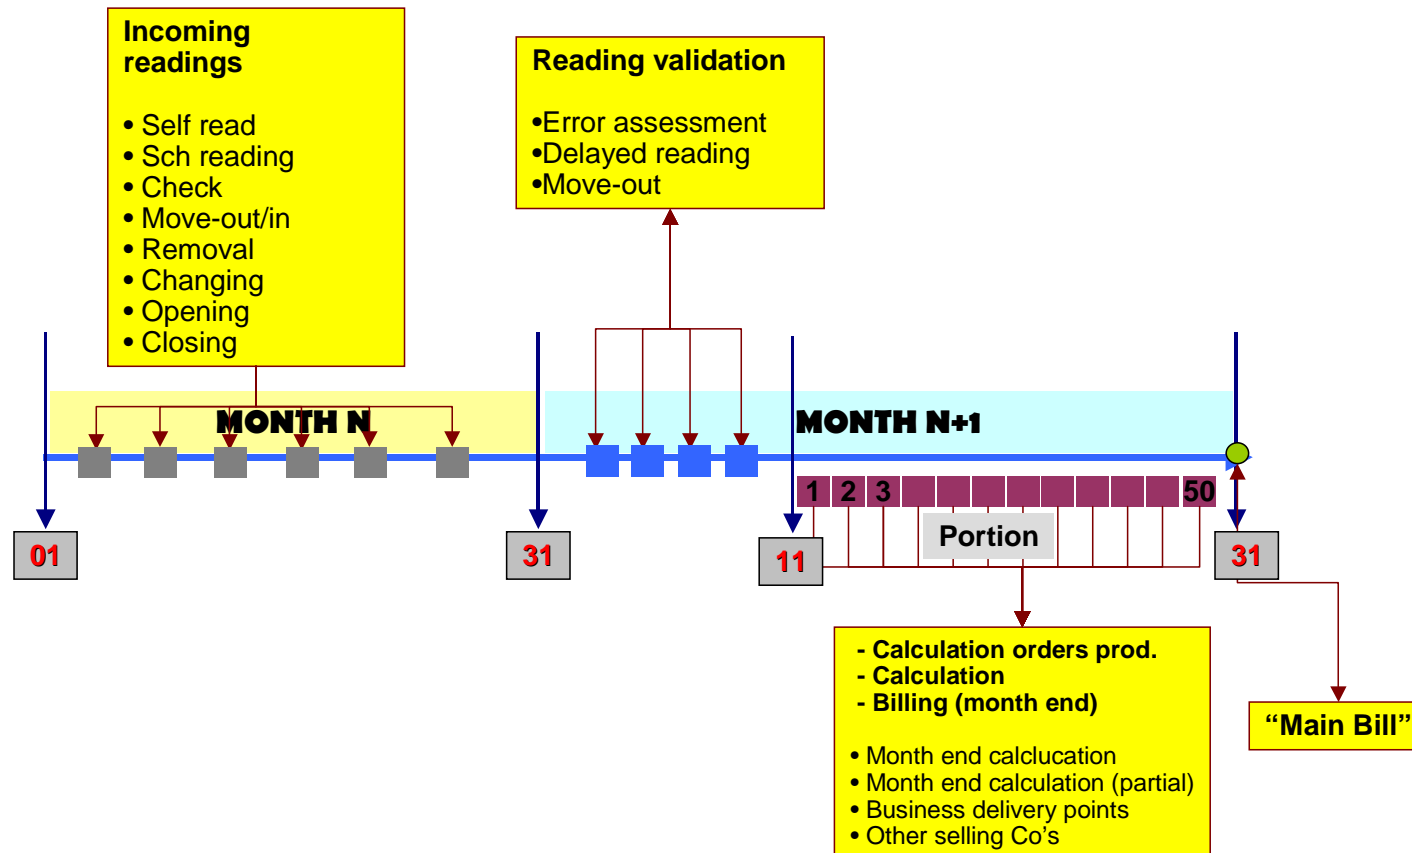 Incoming
readings
• Self read
• Sch reading
• Check
• Move-out/in
• Removal
• Changing
• Opening
• Closing
Reading validation
•Error assessment
•Delayed reading
•Move-out
MONTH N
MONTH N+1
1 2 3 50
Portion
01
31
11
31
- Calculation orders prod.
- Calculation
- Billing (month end)
• Month end calclucation
• Month end calculation (partial)
• Business delivery points
• Other selling Co’s
“Main Bill”